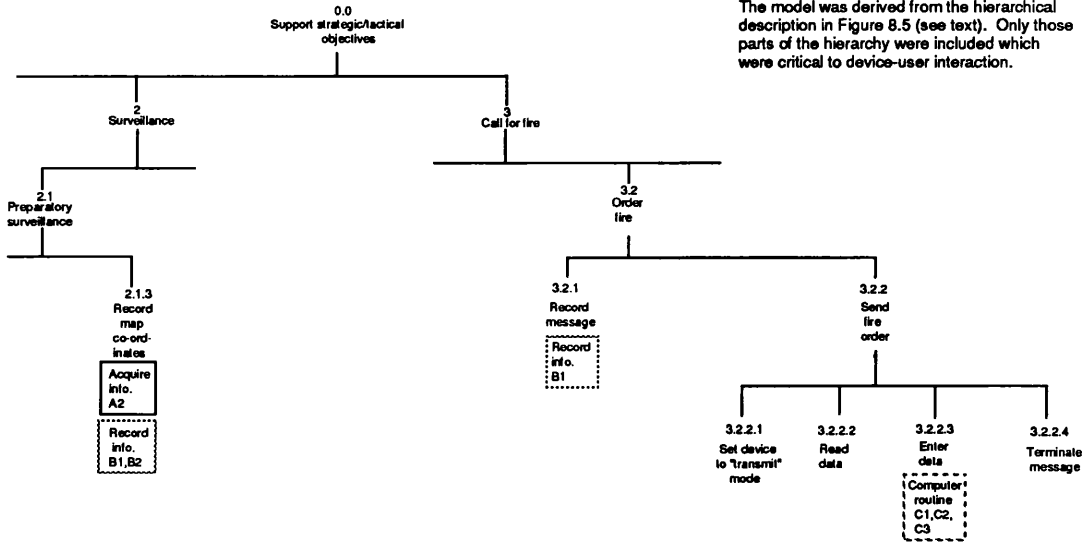 The model was derived from the hierarchical
description in Figure 8.5 (see text). Only those
parts of the hierarchy were included which
were critical to device-user interaction.
0.0
Support strategic/tactical
objectives
2
Surveillance
3
Call for fire
2.1
Preparatory
surveillance
3.2
Order
fire
2.1.3
Record
map
co-ord-
inates
Acquire
info.
A2
Record
info.
B1,B2
3.2.1
Record
message
Record
info.
B1
3.2.2
Send
fire
order
3.2.2.1
Set device
to "transmit"
mode
3.2.2.2
Read
data
3.2.2.3
Enter
data
Computer
routine
C1,C2,
C3
3.2.2.4
Terminate
message